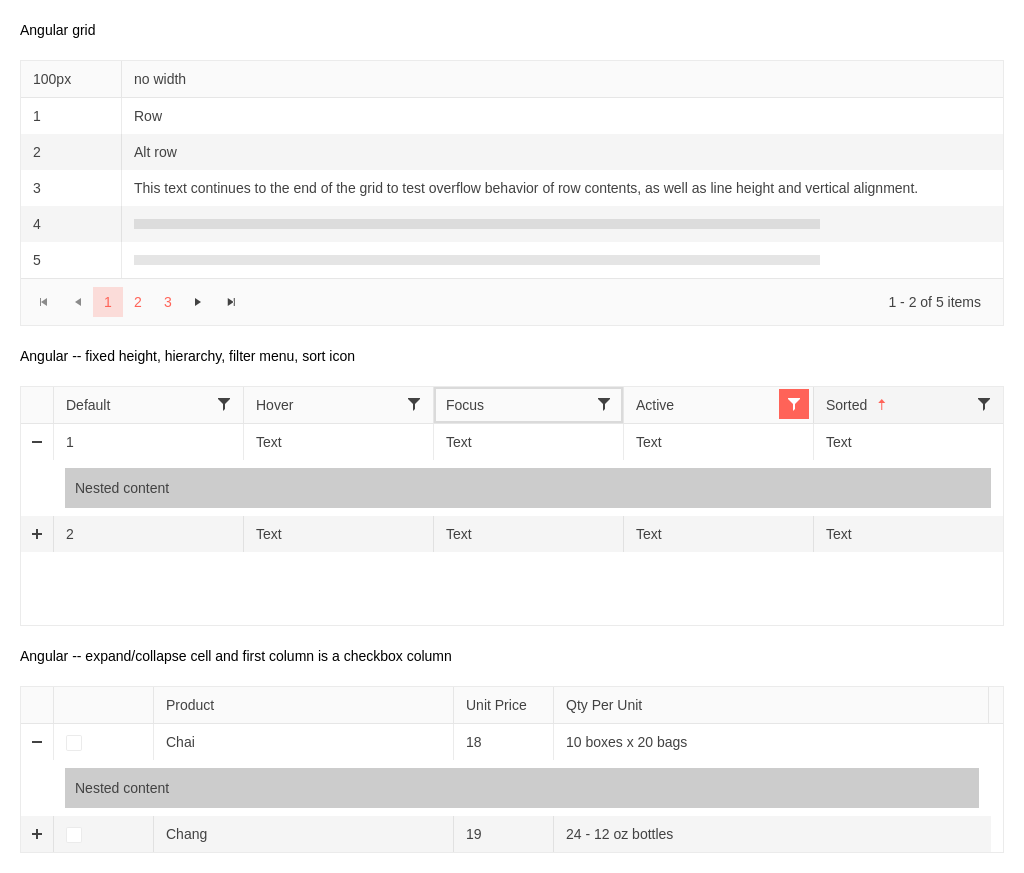 Angular grid
100px no width
1 Row
2 Alt row
3 This text continues to the end of the grid to test overflow behavior of row contents, as well as line height and vertical alignment.
4
5
1 2 3 1 - 2 of 5 items
Angular -- fixed height, hierarchy, filter menu, sort icon
Default Hover Focus Active Sorted
1 Text Text Text Text
Nested content
2 Text Text Text Text
Angular -- expand/collapse cell and first column is a checkbox column
Product Unit Price Qty Per Unit
Chai 18 10 boxes x 20 bags
Nested content
Chang 19 24 - 12 oz bottles